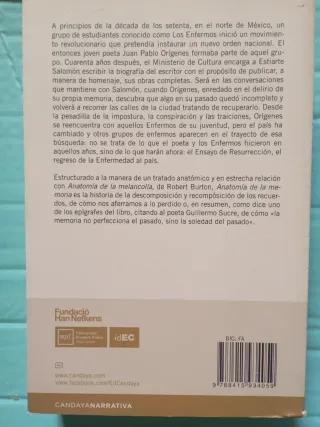 A principios de la década de los setenta, en el norte de México, un
grupo de estudiantes conocido como Los Enfermos inició un movi-
miento revolucionario que pretendía instaurar un nuevo orden nacional. El
entonces joven poeta Juan Pablo Orígenes formaba parte de aquel gru-
po. Cuarenta años después, el Ministerio de Cultura encarga a Estiarte
Salomón escribir la biografía del escritor con el propósito de publicar, a
manera de homenaje, sus obras completas. Será en las conversaciones
que mantiene con Salomón, cuando Orígenes, enredado en el delirio de
su propia memoria, descubra que algo en su pasado quedó incompleto y
volverá a recorrer las calles de la ciudad tratando de recuperarlo. Desde
la pesadilla de la impostura, la conspiración y las traiciones, Orígenes
se reencuentra con aquellos Enfermos de su juventud, pero el país ha
cambiado y otros grupos de enfermos aparecen en el trayecto de esa
búsqueda: no se trata de lo que el poeta y los Enfermos hicieron en
aquellos años, sino de lo que harán ahora: el Ensayo de Resurrección, el
regreso de la Enfermedad al país.
Estructurado a la manera de un tratado anatómico y en estrecha relación
con Anatomía de la melancolía, de Robert Burton, Anatomía de la me-
moria es la historia de la descomposición y recomposición de los recuer-
dos, de cómo nos aferramos a lo perdido o, en resumen, como dice uno
de los epígrafes del libro, citando al poeta Guillermo Sucre, de cómo «la
memoria no perfecciona el pasado, sino la soledad del pasado».
Fundació
Han Nefkens
upf.
idEC
BIC: FA
9 788415 934059
www.candaya.com
www.facebook.com/EdCandaya
CANDAYANARRATIVA